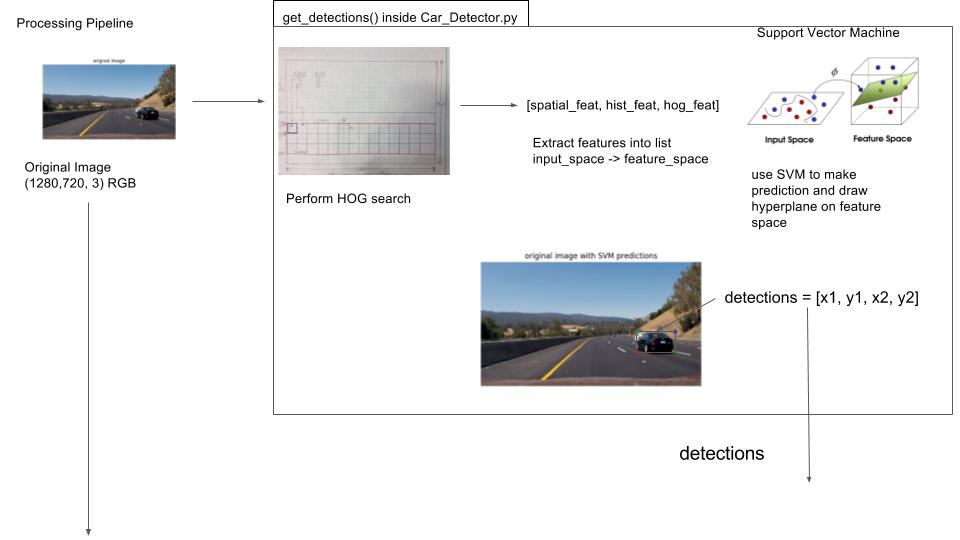 Processing Pipeline
get_detections() inside Car_Detector.py
Support Vector Machine
original image
ϕ
[spatial_feat, hist_feat, hog_feat]
Input Space
Feature Space
Extract features into list
input_space -> feature_space
Original Image
(1280,720, 3) RGB
Perform HOG search
use SVM to make
prediction and draw
hyperplane on feature
space
original image with SVM predictions
detections = [x1, y1, x2, y2]
detections